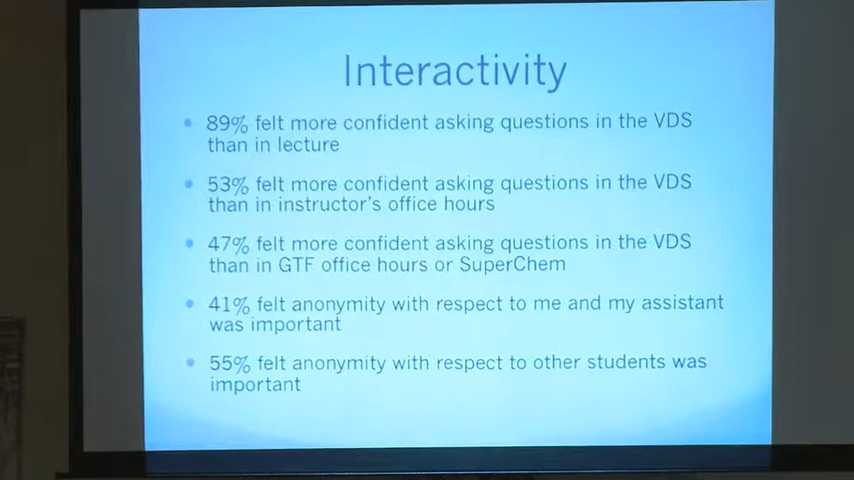 Interactivity
• 89% felt more confident asking questions in the VDS
than in lecture
• 53% felt more confident asking questions in the VDS
than in instructor's office hours
• 47% felt more confident asking questions in the VDS
than in GTF office hours or SuperChem
• 41% felt anonymity with respect to me and my assistant
was important
• 55% felt anonymity with respect to other students was
important